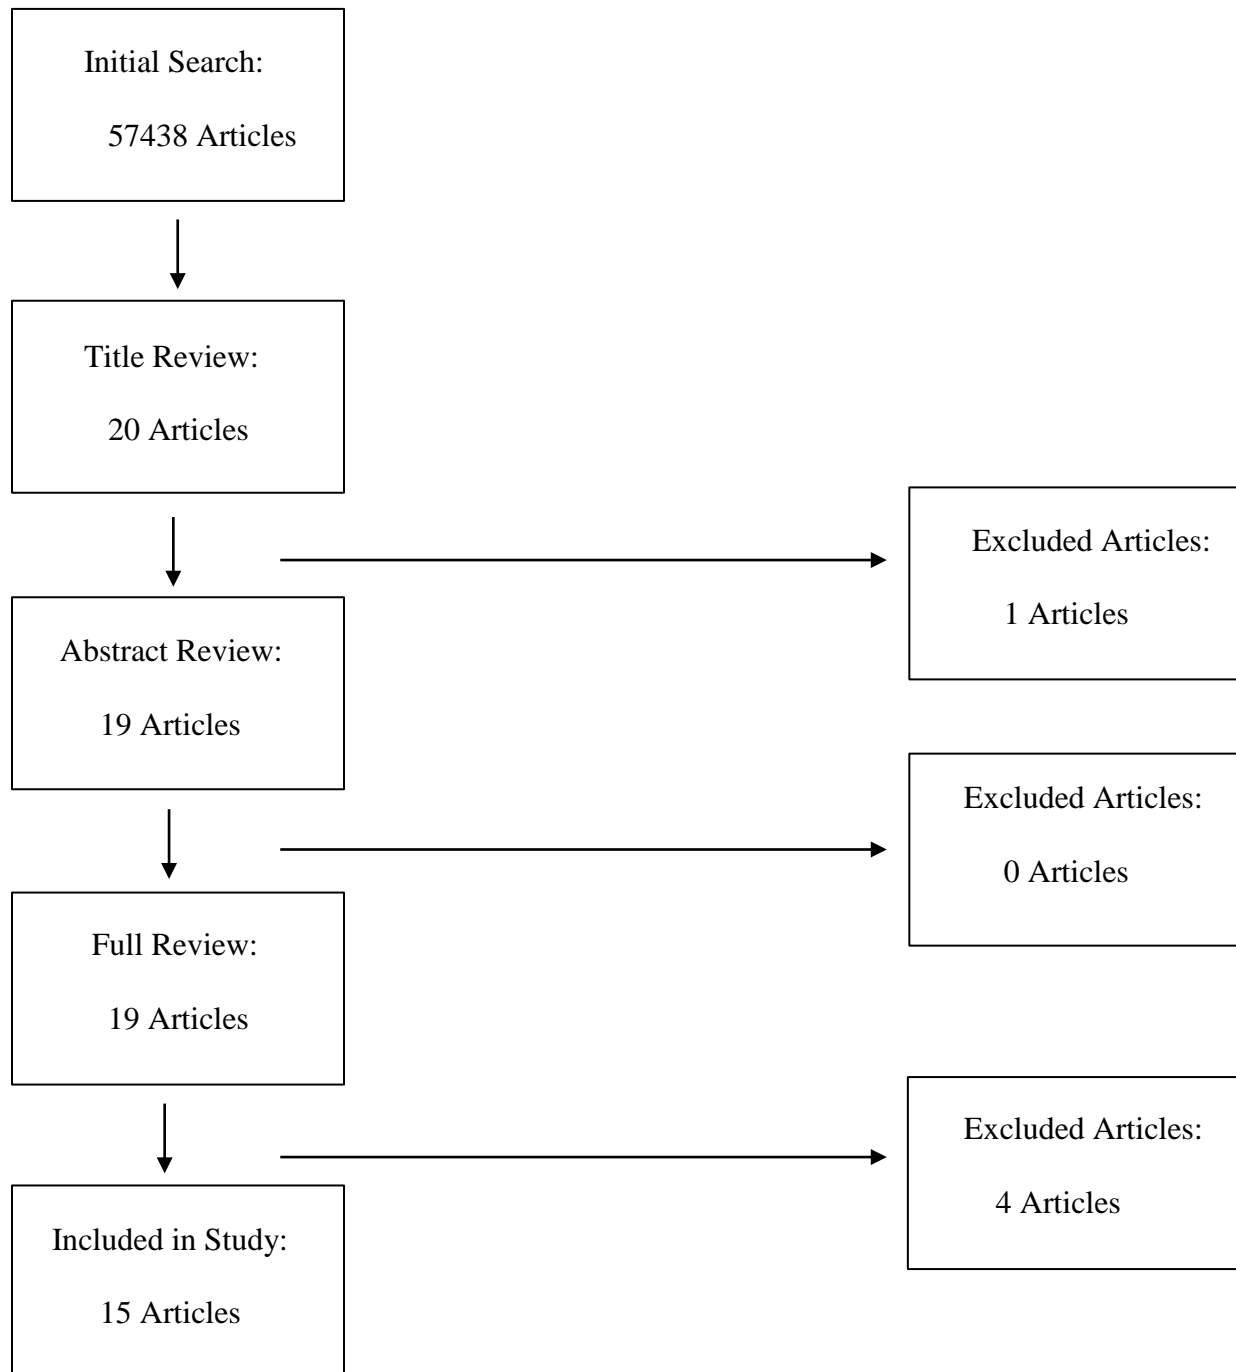 Initial Search:
57438 Articles
Title Review:
20 Articles
Excluded Articles:
1 Articles
Abstract Review:
19 Articles
Excluded Articles:
0 Articles
Full Review:
19 Articles
Excluded Articles:
4 Articles
Included in Study:
15 Articles